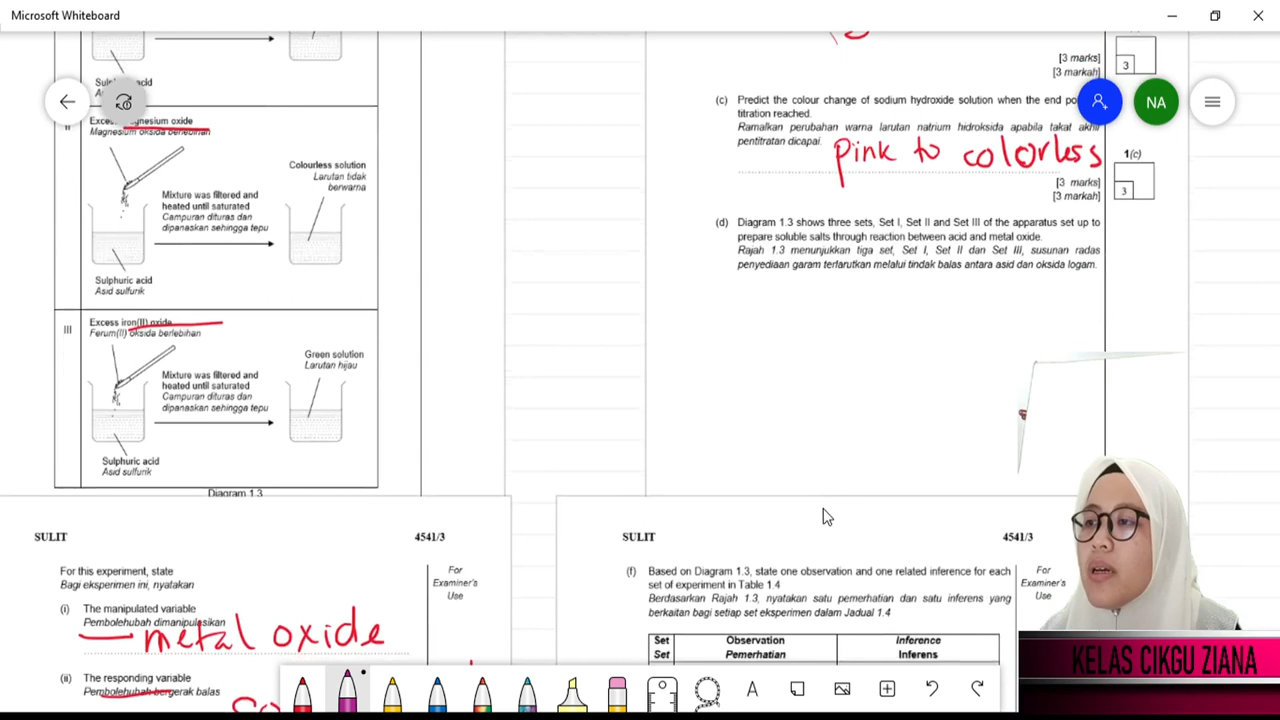 Microsoft Whiteboard
Sulphuric acid
II
Excess magnesium oxide
Magnesium oksida berlebihan
Colourless solution
Larutan tidak
berwarna
Mixture was filtered and
heated until saturated
Campuran dituras dan
dipanaskan sehingga tepu
Sulphuric acid
Asid sulfurik
III
Excess iron(II) oxide
Ferum(II) oksida berlebihan
Green solution
Larutan hijau
Mixture was filtered and
heated until saturated
Campuran dituras dan
dipanaskan sehingga tepu
Sulphuric acid
Asid sulfurik
Diagram 1.3
[3 marks]
[3 markah]
3
NA
(c) Predict the colour change of sodium hydroxide solution when the end
titration reached.
Ramalkan perubahan warna larutan natrium hidroksida apabila takat akhir
pentitratan dicapai.
pink to colorless
1(c)
[3 marks]
[3 markah]
3
(d) Diagram 1.3 shows three sets, Set I, Set II and Set III of the apparatus set up to
prepare soluble salts through reaction between acid and metal oxide.
Rajah 1.3 menunjukkan tiga set, Set I, Set II dan Set III, susunan radas
penyediaan garam terlarutkan melalui tindak balas antara asid dan oksida logam.
SULIT 4541/3
For this experiment, state
Bagi eksperimen ini, nyatakan
For
Examiner's
Use
(i) The manipulated variable
Pembolehubah dimanipulasikan
metal oxide
(ii) The responding variable
Pembolehubah bergerak balas
SULIT 4541/3
(f) Based on Diagram 1.3, state one observation and one related inference for each
set of experiment in Table 1.4
Berdasarkan Rajah 1.3, nyatakan satu pemerhatian dan satu inferens yang
berkaitan bagi setiap set eksperimen dalam Jadual 1.4
For
Examiner's
Use
Set Observation Inference
Set Pemerhatian Inferens
KELAS CIKGU ZIANA